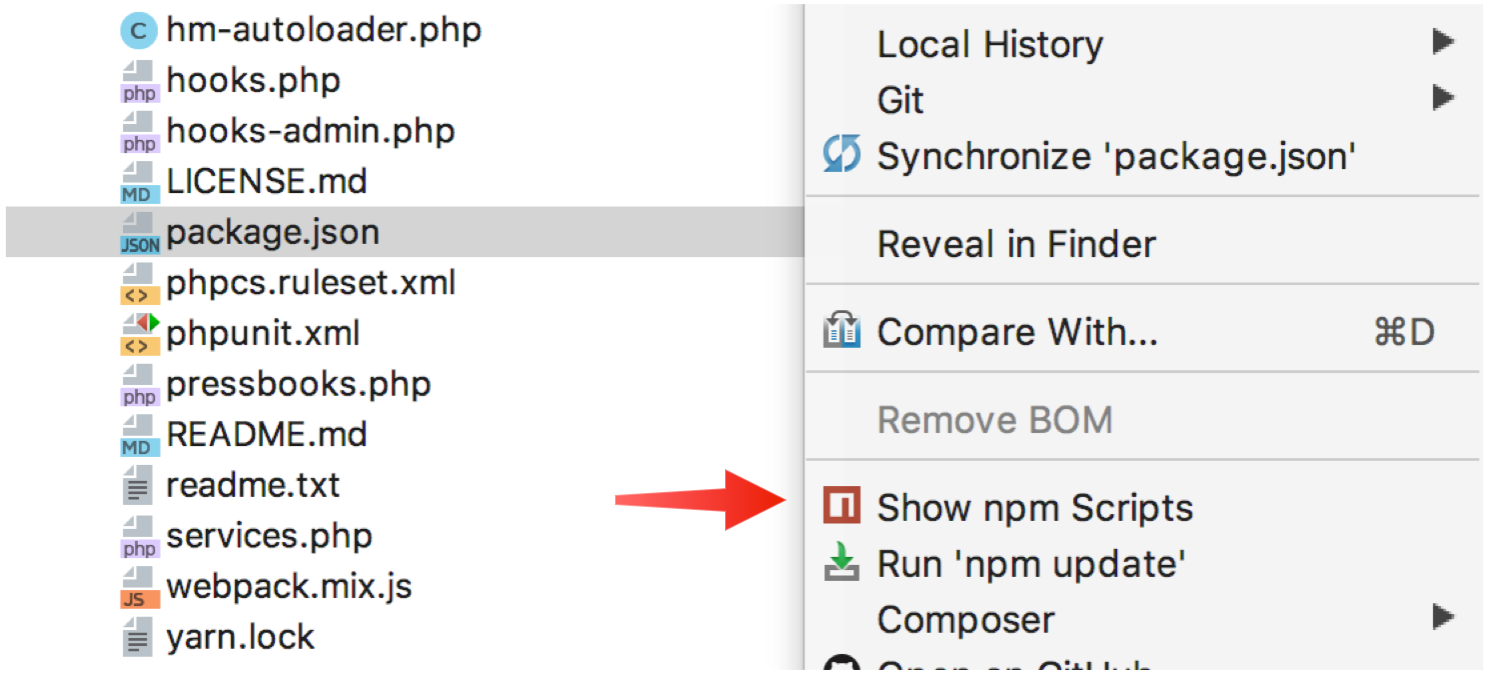 C hm-autoloader.php
php hooks.php
php hooks-admin.php
MD LICENSE.md
JSON package.json
<> phpcs.ruleset.xml
<> phpunit.xml
php pressbooks.php
MD README.md
readme.txt
php services.php
JS webpack.mix.js
yarn.lock
Local History
Git
Synchronize 'package.json'
Reveal in Finder
Compare With... ⌘D
Remove BOM
Show npm Scripts
Run 'npm update'
Composer
Open on GitHub